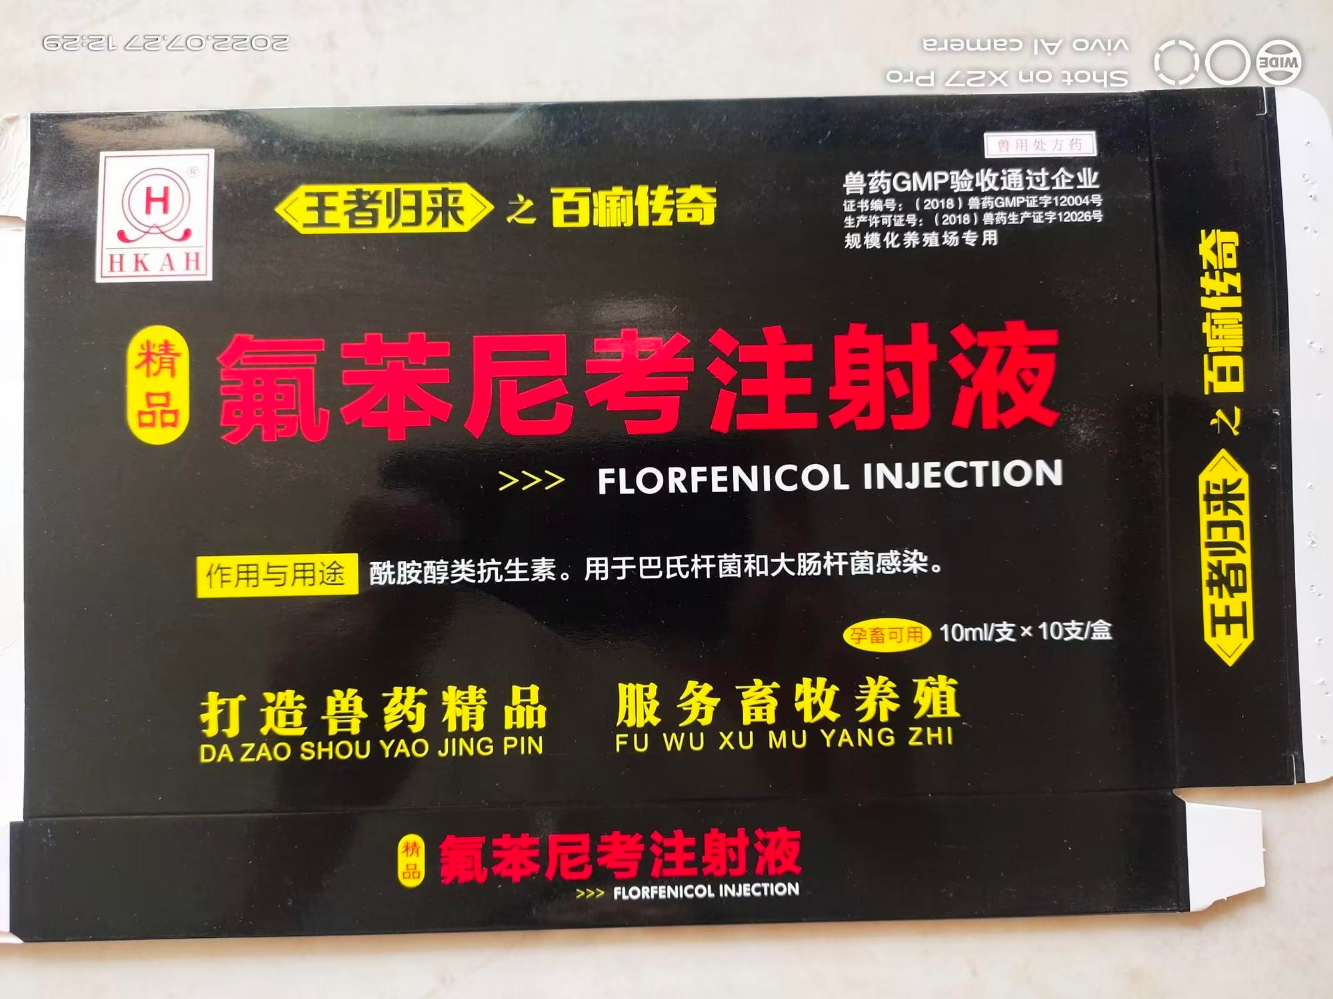 Shot on X27 Pro
vivo AI camera
WIDE
2022.07.27 12:29
H
®
HKAH
王者归来之百痢传奇
兽用处方药
兽药GMP验收通过企业
证书编号：（2018）兽药GMP证字12004号
生产许可证号：（2018）兽药生产证字12026号
规模化养殖场专用
精品
氟苯尼考注射液
>>> FLORFENICOL INJECTION
作用与用途 酰胺醇类抗生素。用于巴氏杆菌和大肠杆菌感染。
孕畜可用 10ml/支×10支/盒
打造兽药精品 服务畜牧养殖
DA ZAO SHOU YAO JING PIN FU WU XU MU YANG ZHI
王者归来之百痢传奇
精品
氟苯尼考注射液
>>> FLORFENICOL INJECTION